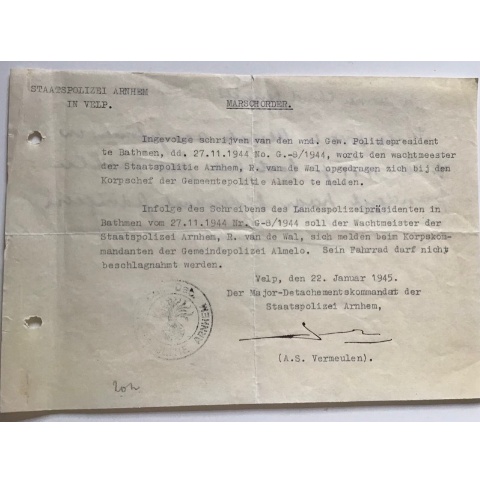 STAATSPOLIZEI ARNHEM
IN VELP.
MARSCHORDER.
Ingevolge schrijven van den wnd. Gew. Politiepresident
te Bathmen, dd. 27.11.1944 No. G.-8/1944, wordt den wachtmeester
der Staatspolitie Arnhem, R. van de Wal opgedragen zich bij den
Korpschef der Gemeentepolitie Almelo te melden.
Infolge des Schreibens des Landespolizeipräsidenten in
Bathmen vom 27.11.1944 Nr. G-8/1944 soll der Wachtmeister der
Staatspolizei Arnhem, H. van de Wal, sich melden beim Korpskom-
mandanten der Gemeindepolizei Almelo. Sein Fahrrad darf nicht
beschlagnahmt werden.
Velp, den 22. Januar 1945.
Der Major-Detachementskommandant der
Staatspolizei Arnhem,
(A.S. Vermeulen).